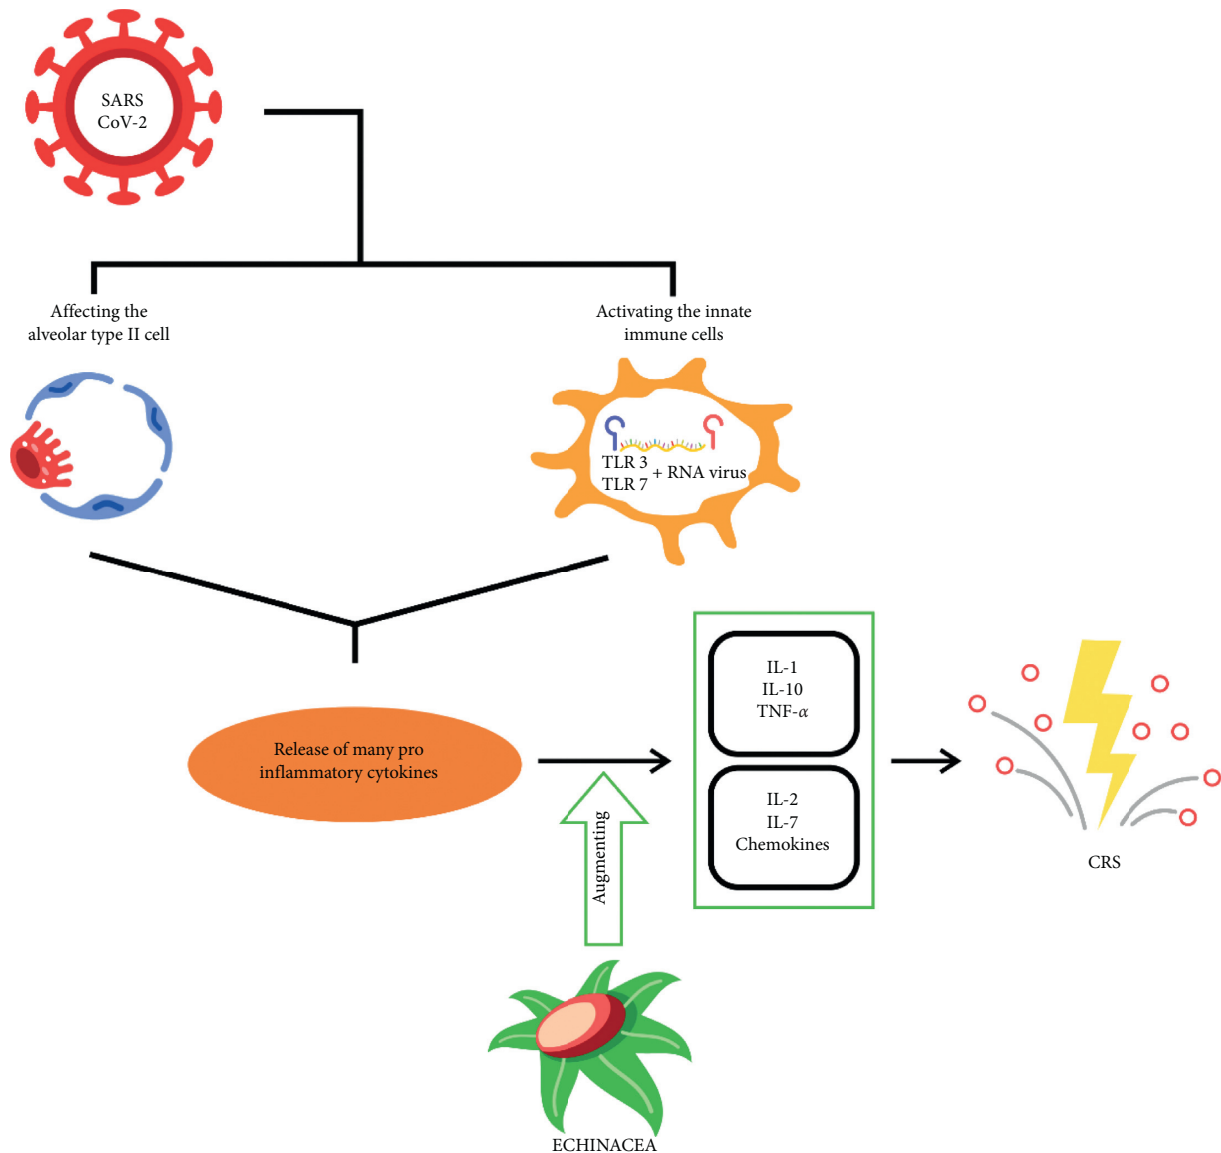 SARS
CoV-2
Affecting the
alveolar type II cell
Activating the innate
immune cells
TLR 3
TLR 7
+ RNA virus
Release of many pro
inflammatory cytokines
Augmenting
IL-1
IL-10
TNF-α
IL-2
IL-7
Chemokines
CRS
ECHINACEA